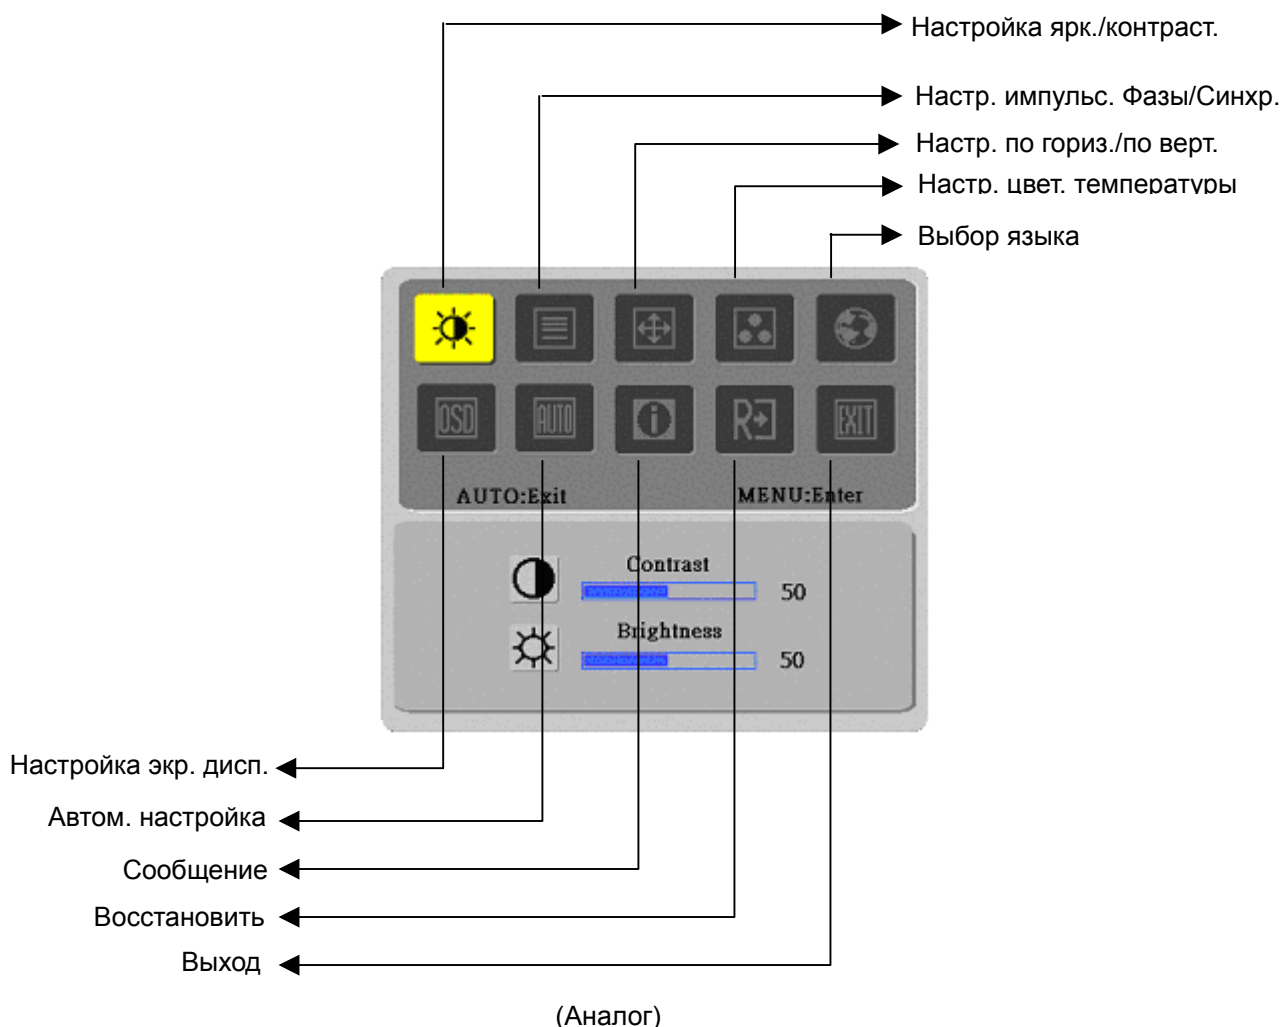 Настройка ярк./контраст.
Настр. импульс. Фазы/Синхр.
Настр. по гориз./по верт.
Настр. цвет. температуры
Выбор языка
OSD AUTO i R EXIT
AUTO:Exit MENU:Enter
Contrast
50
Brightness
50
Настройка экр. дисп.
Автом. настройка
Сообщение
Восстановить
Выход
(Аналог)